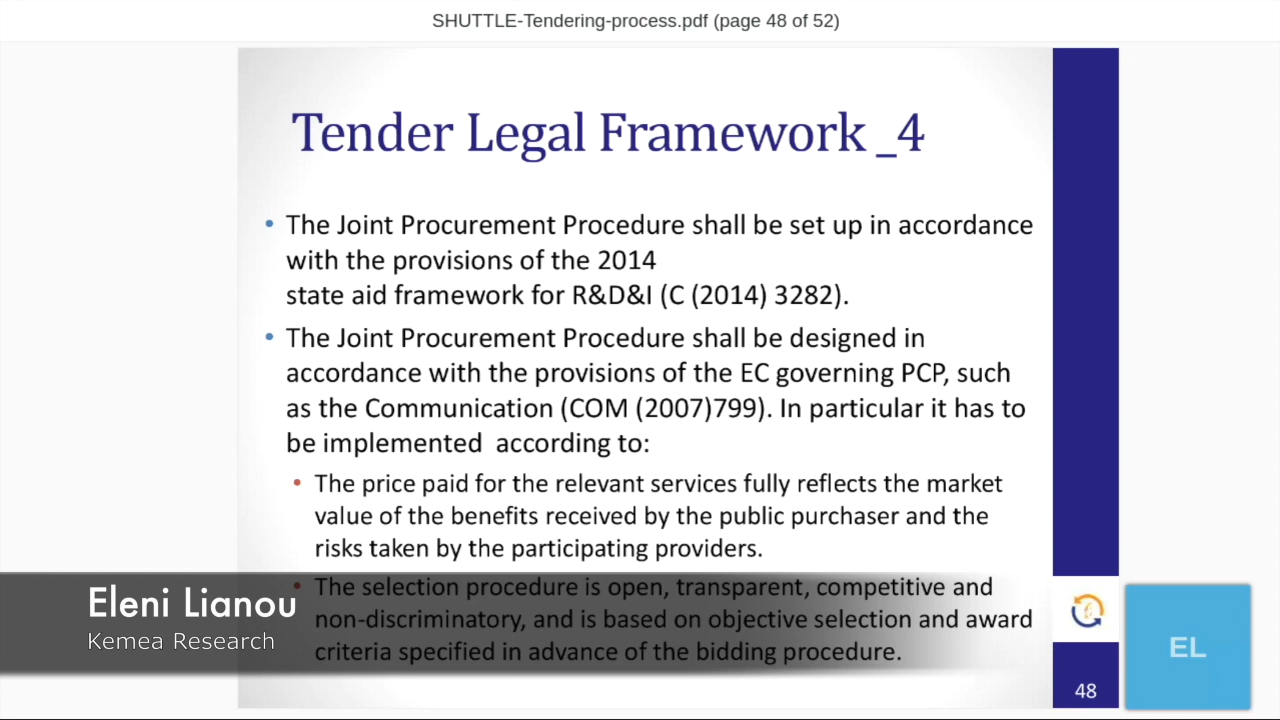 SHUTTLE-Tendering-process.pdf (page 48 of 52)
Tender Legal Framework _4
• The Joint Procurement Procedure shall be set up in accordance
with the provisions of the 2014
state aid framework for R&D&I (C (2014) 3282).
• The Joint Procurement Procedure shall be designed in
accordance with the provisions of the EC governing PCP, such
as the Communication (COM (2007)799). In particular it has to
be implemented  according to:
• The price paid for the relevant services fully reflects the market
value of the benefits received by the public purchaser and the
risks taken by the participating providers.
• The selection procedure is open, transparent, competitive and
non-discriminatory, and is based on objective selection and award
criteria specified in advance of the bidding procedure.
Eleni Lianou
Kemea Research
EL
48